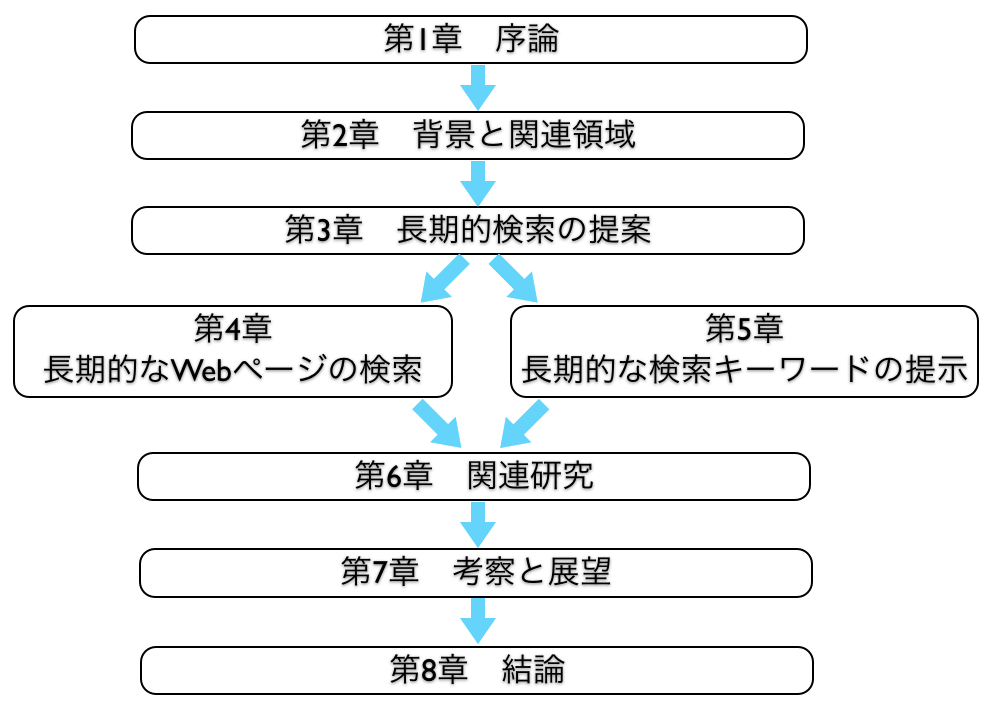 第1章　序論
第2章　背景と関連領域
第3章　長期的検索の提案
第4章
長期的なWebページの検索
第5章
長期的な検索キーワードの提示
第6章　関連研究
第7章　考察と展望
第8章　結論